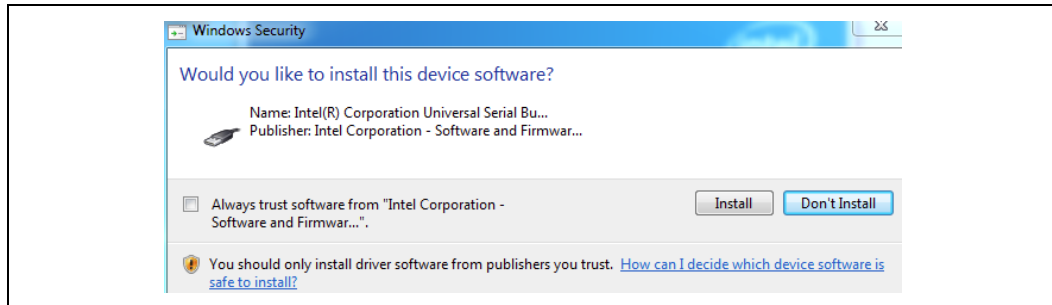 Windows Security
Would you like to install this device software?
Name: Intel(R) Corporation Universal Serial Bu...
Publisher: Intel Corporation - Software and Firmwar...
Always trust software from "Intel Corporation -
Software and Firmwar...".
Install
Don't Install
You should only install driver software from publishers you trust. How can I decide which device software is
safe to install?